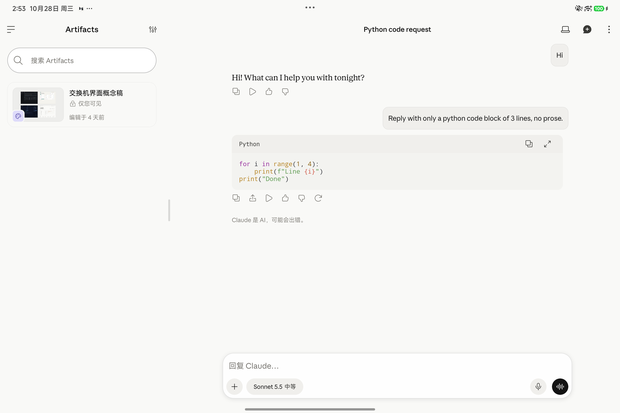 2:53 10月28日 周三
100
Artifacts
Python code request
搜索 Artifacts
交换机界面概念稿
仅您可见
编辑于 4 天前
Hi
Hi! What can I help you with tonight?
Reply with only a python code block of 3 lines, no prose.
Python
for i in range(1, 4):
    print(f"Line {i}")
print("Done")
Claude 是 AI，可能会出错。
回复 Claude...
Sonnet 5.5 中等